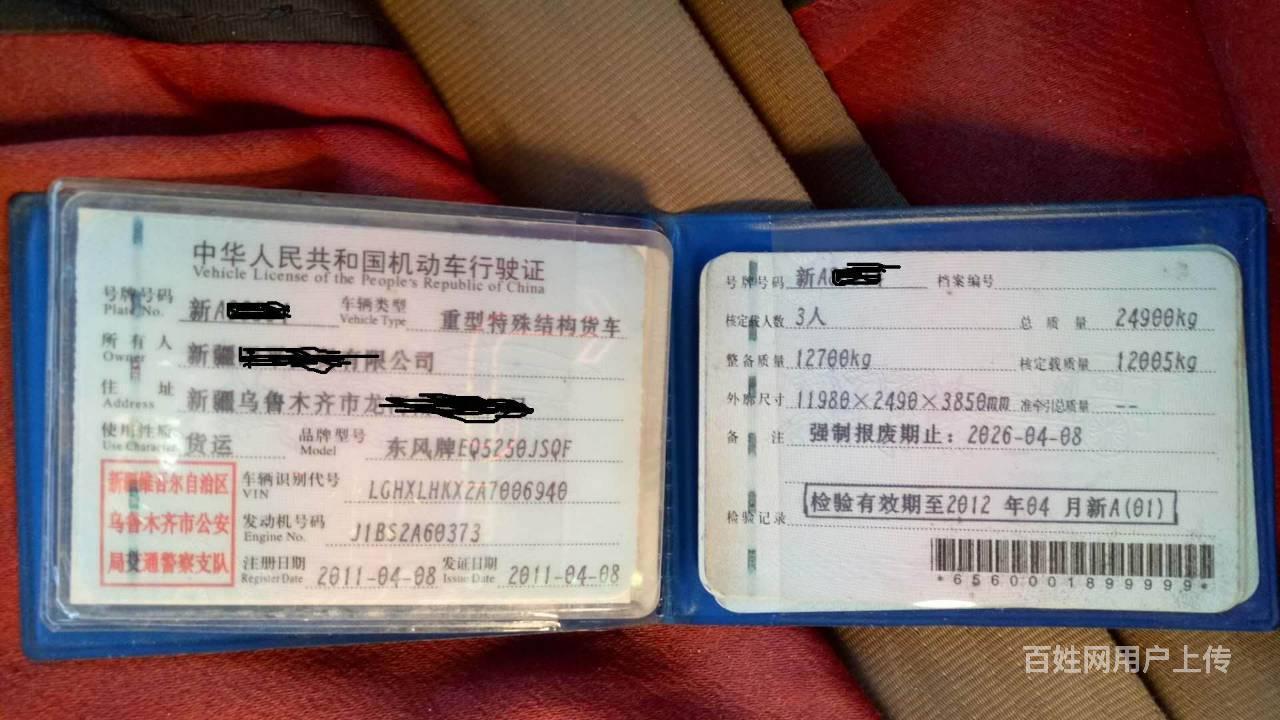 中华人民共和国机动车行驶证
Vehicle License of the People's Republic of China
号牌号码 新A 车辆类型 重型特殊结构货车
Plate No. Vehicle Type
所有人 新疆 有限公司
Owner
住址 新疆乌鲁木齐市龙
Address
使用性质 货运 品牌型号 东风牌EQ5250JSQF
Use Character Model
新疆维吾尔自治区
乌鲁木齐市公安
局交通警察支队
车辆识别代号 LGHXLHKX2A7006940
VIN
发动机号码 J1BS2A60373
Engine No.
注册日期 2011-04-08 发证日期 2011-04-08
Register Date Issue Date
号牌号码 新A 档案编号
核定载人数 3人 总质量 24900kg
整备质量 12700kg 核定载质量 12005kg
外廓尺寸 11980×2490×3850毫米 准牵引总质量 --
备注 强制报废期止：2026-04-08
检验记录 检验有效期至2012 年04 月新A(01)
*6560001899999*
百姓网用户上传